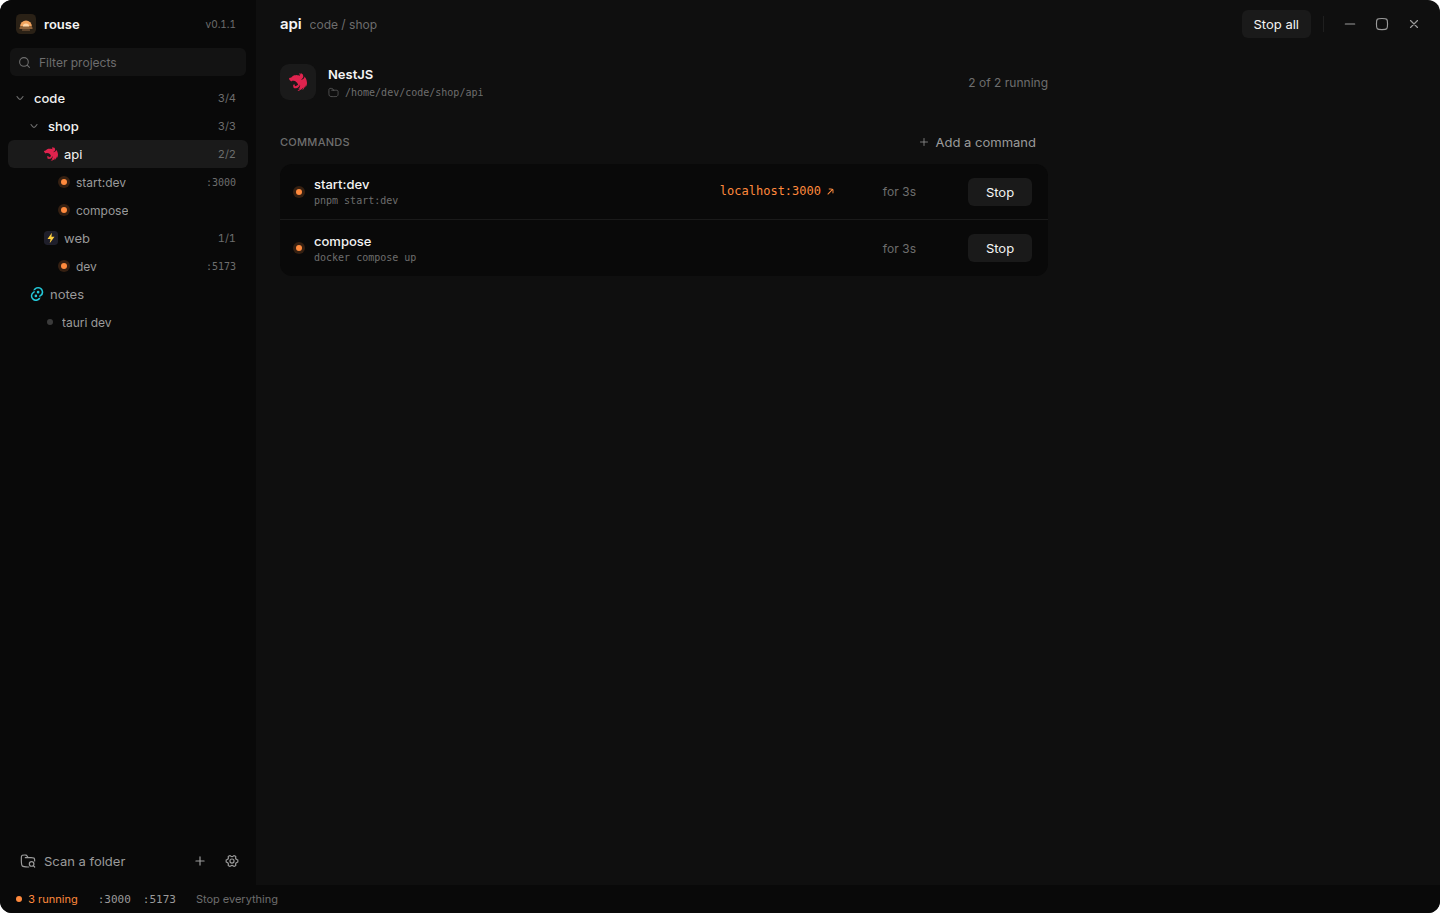 rouse v0.1.1
Filter projects
code 3/4
shop 3/3
api 2/2
start:dev :3000
compose
web 1/1
dev :5173
notes
tauri dev
Scan a folder
api code / shop Stop all
NestJS
/home/dev/code/shop/api
2 of 2 running
COMMANDS Add a command
start:dev
pnpm start:dev
localhost:3000 for 3s Stop
compose
docker compose up
for 3s Stop
3 running :3000 :5173 Stop everything